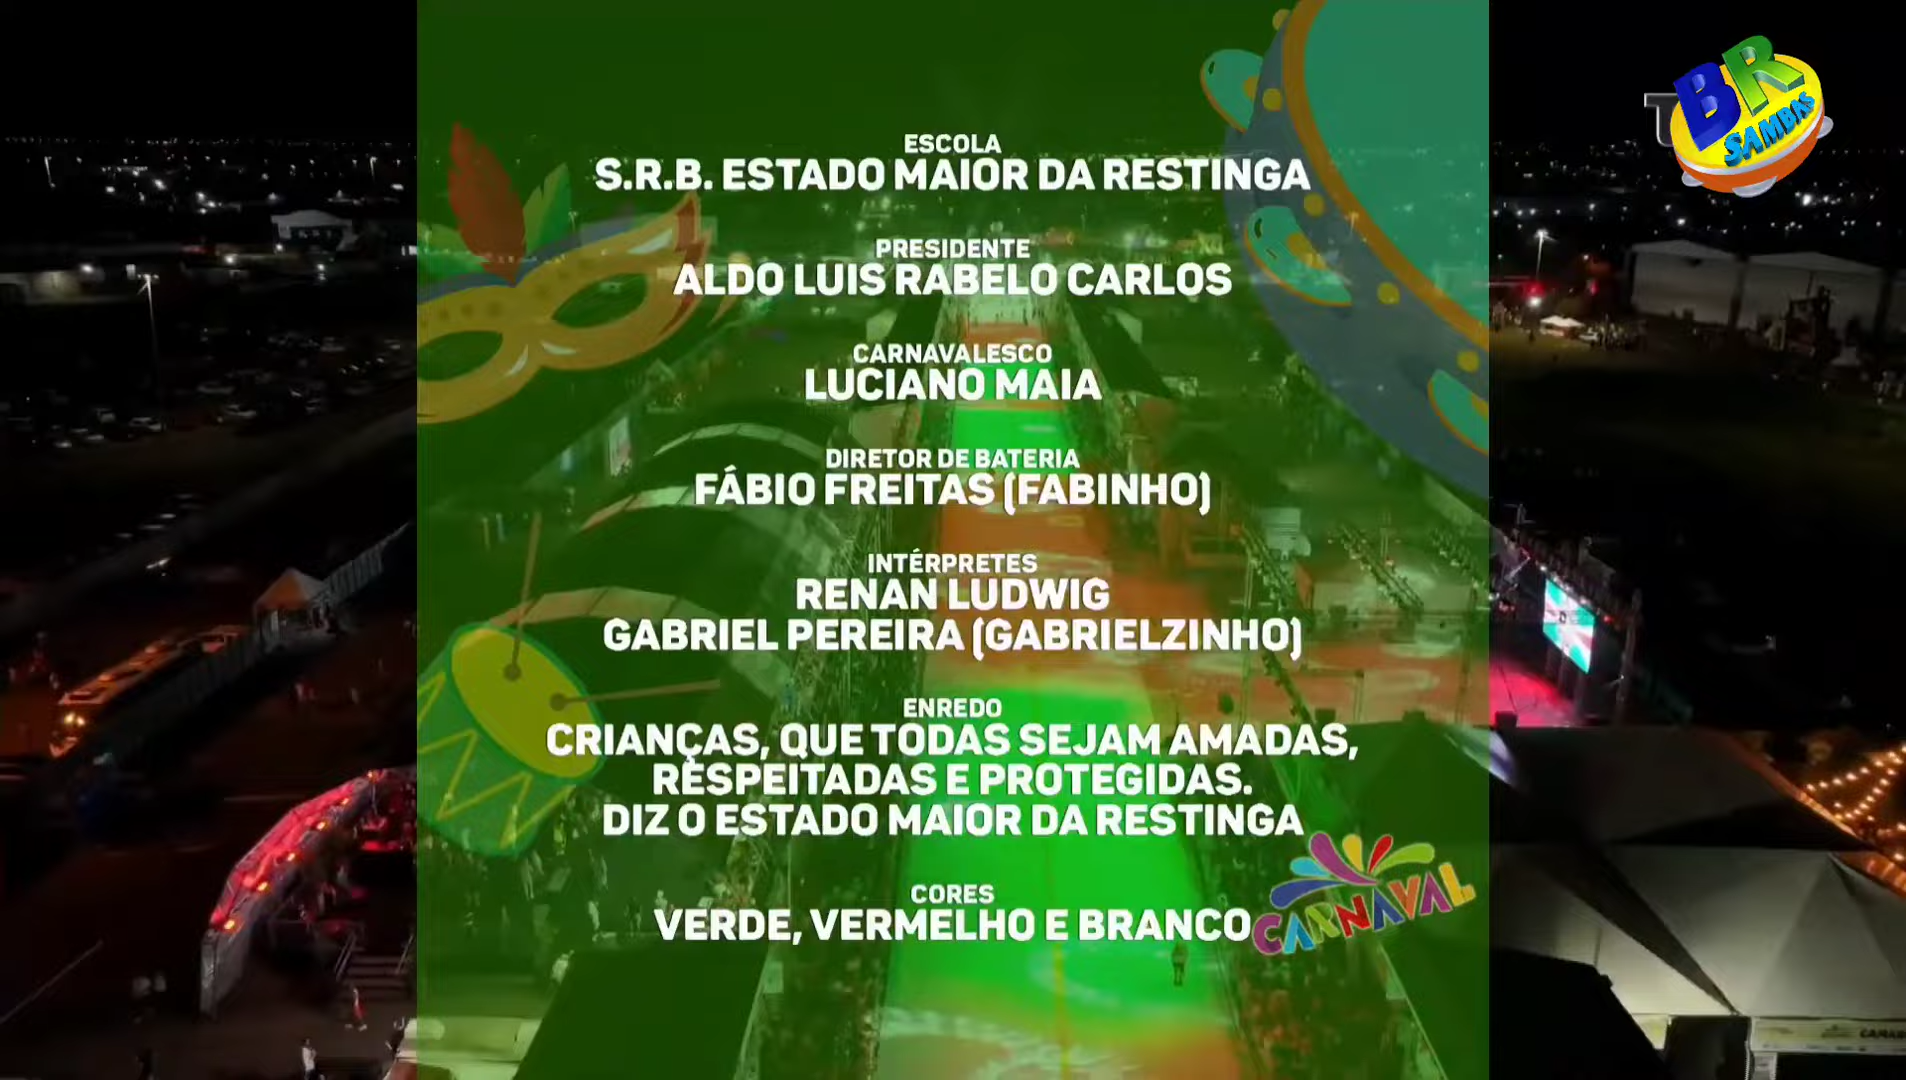 ESCOLA
S.R.B. ESTADO MAIOR DA RESTINGA
PRESIDENTE
ALDO LUIS RABELO CARLOS
CARNAVALESCO
LUCIANO MAIA
DIRETOR DE BATERIA
FÁBIO FREITAS (FABINHO)
INTÉRPRETES
RENAN LUDWIG
GABRIEL PEREIRA (GABRIELZINHO)
ENREDO
CRIANÇAS, QUE TODAS SEJAM AMADAS,
RESPEITADAS E PROTEGIDAS.
DIZ O ESTADO MAIOR DA RESTINGA
CORES
VERDE, VERMELHO E BRANCO
CARNAVAL
BR
SAMBAS